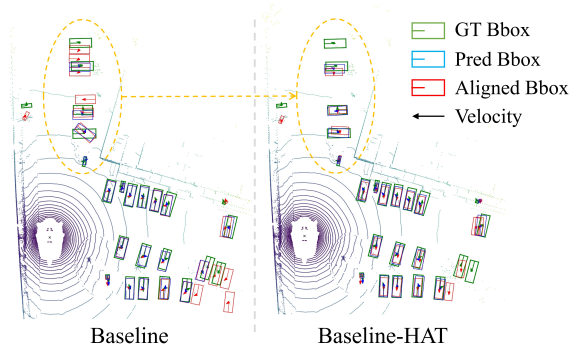 GT Bbox
Pred Bbox
Aligned Bbox
Velocity
Baseline
Baseline-HAT